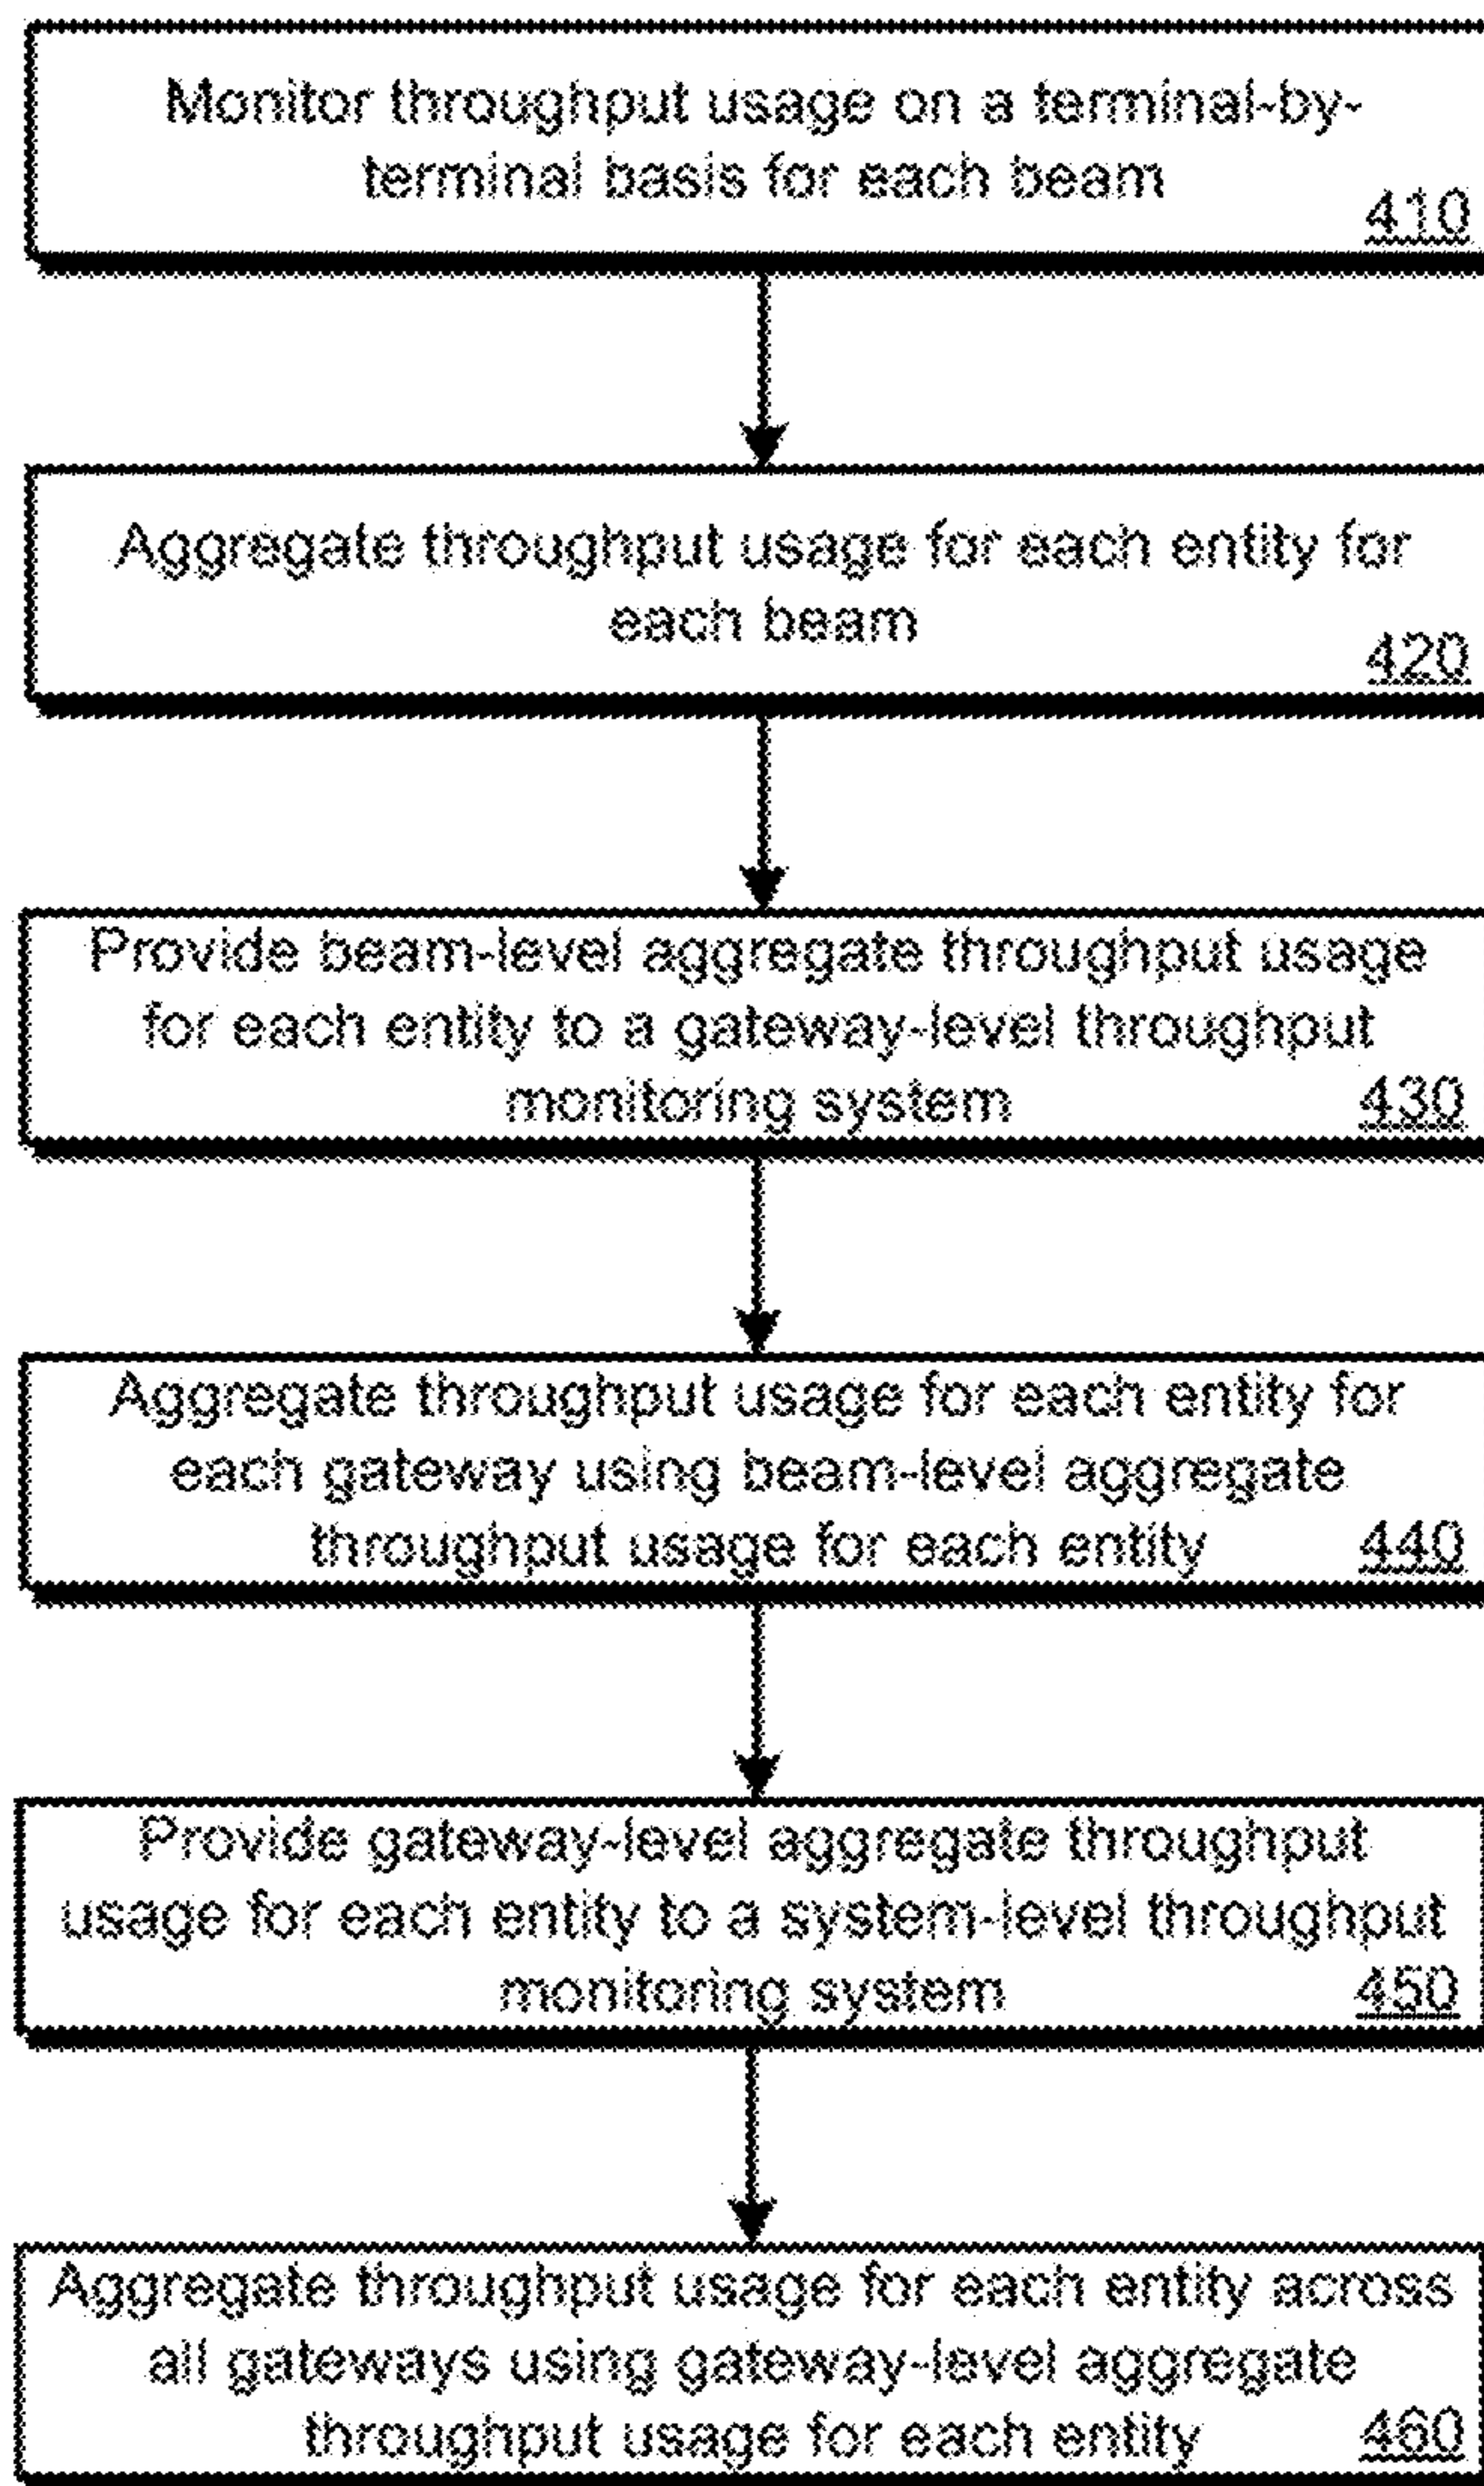 Monitor throughput usage on a terminal-by-
terminal basis for each beam
410
Aggregate throughput usage for each entity for
each beam
420
Provide beam-level aggregate throughput usage
for each entity to a gateway-level throughput
monitoring system 430
Aggregate throughput usage for each entity for
each gateway using beam-level aggregate
throughput usage for each entity 440
Provide gateway-level aggregate throughput
usage for each entity to a system-level throughput
monitoring system 450
Aggregate throughput usage for each entity across
all gateways using gateway-level aggregate
throughput usage for each entity 460